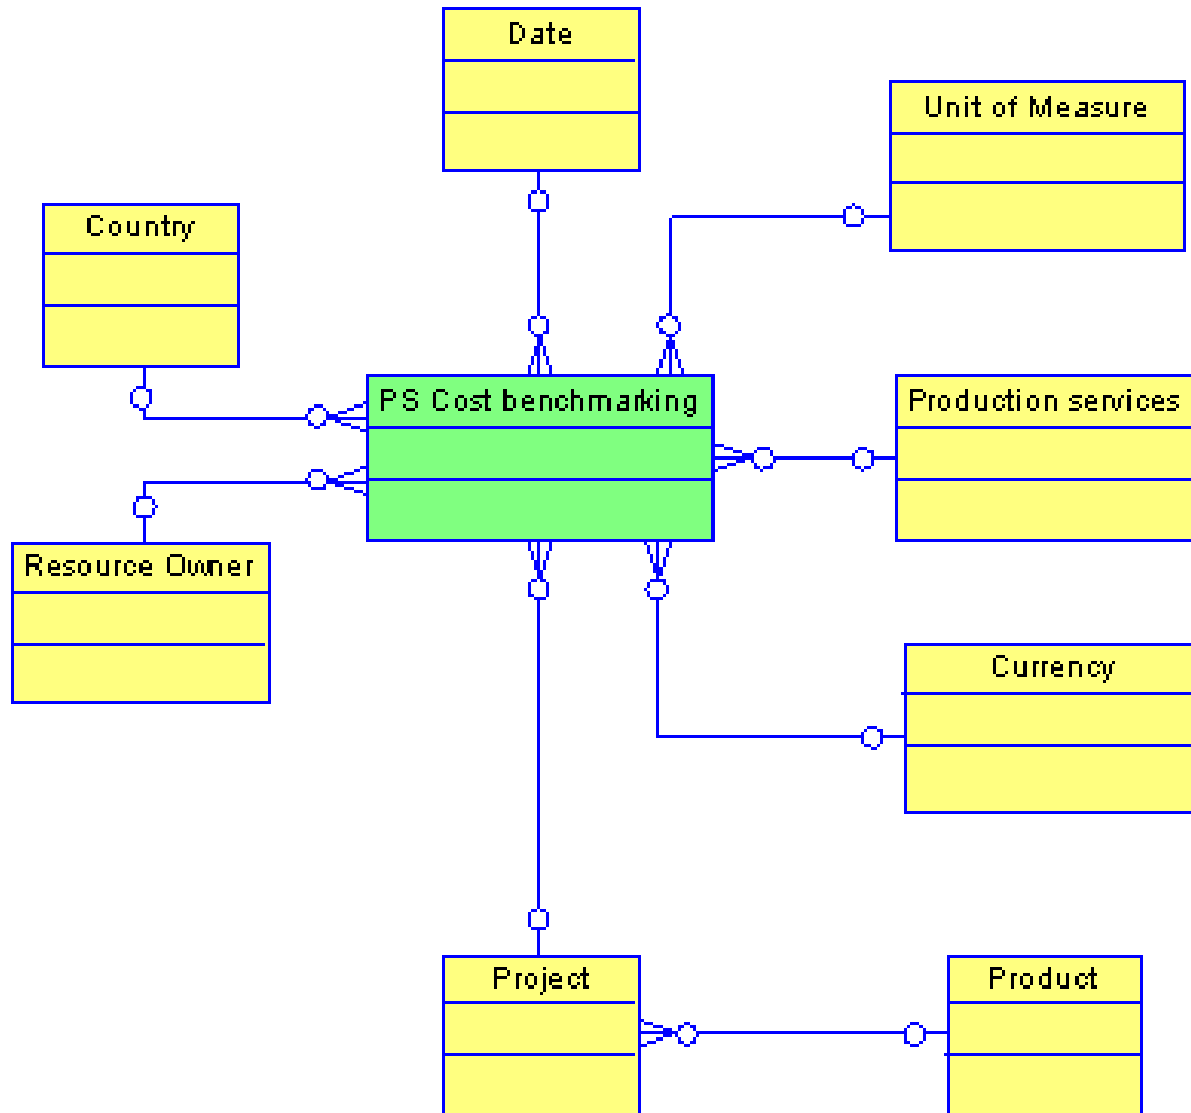 Date
Unit of Measure
Country
PS Cost benchmarking
Production services
Resource Owner
Currency
Project
Product